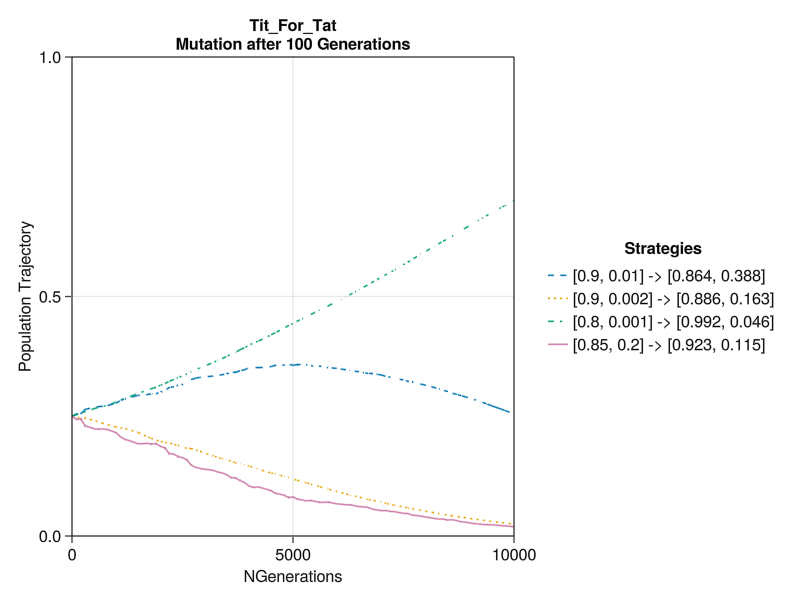 Tit_For_Tat
Mutation after 100 Generations
1.0
0.5
0.0
Population Trajectory
0
5000
10000
NGenerations
Strategies
[0.9, 0.01] -> [0.864, 0.388]
[0.9, 0.002] -> [0.886, 0.163]
[0.8, 0.001] -> [0.992, 0.046]
[0.85, 0.2] -> [0.923, 0.115]